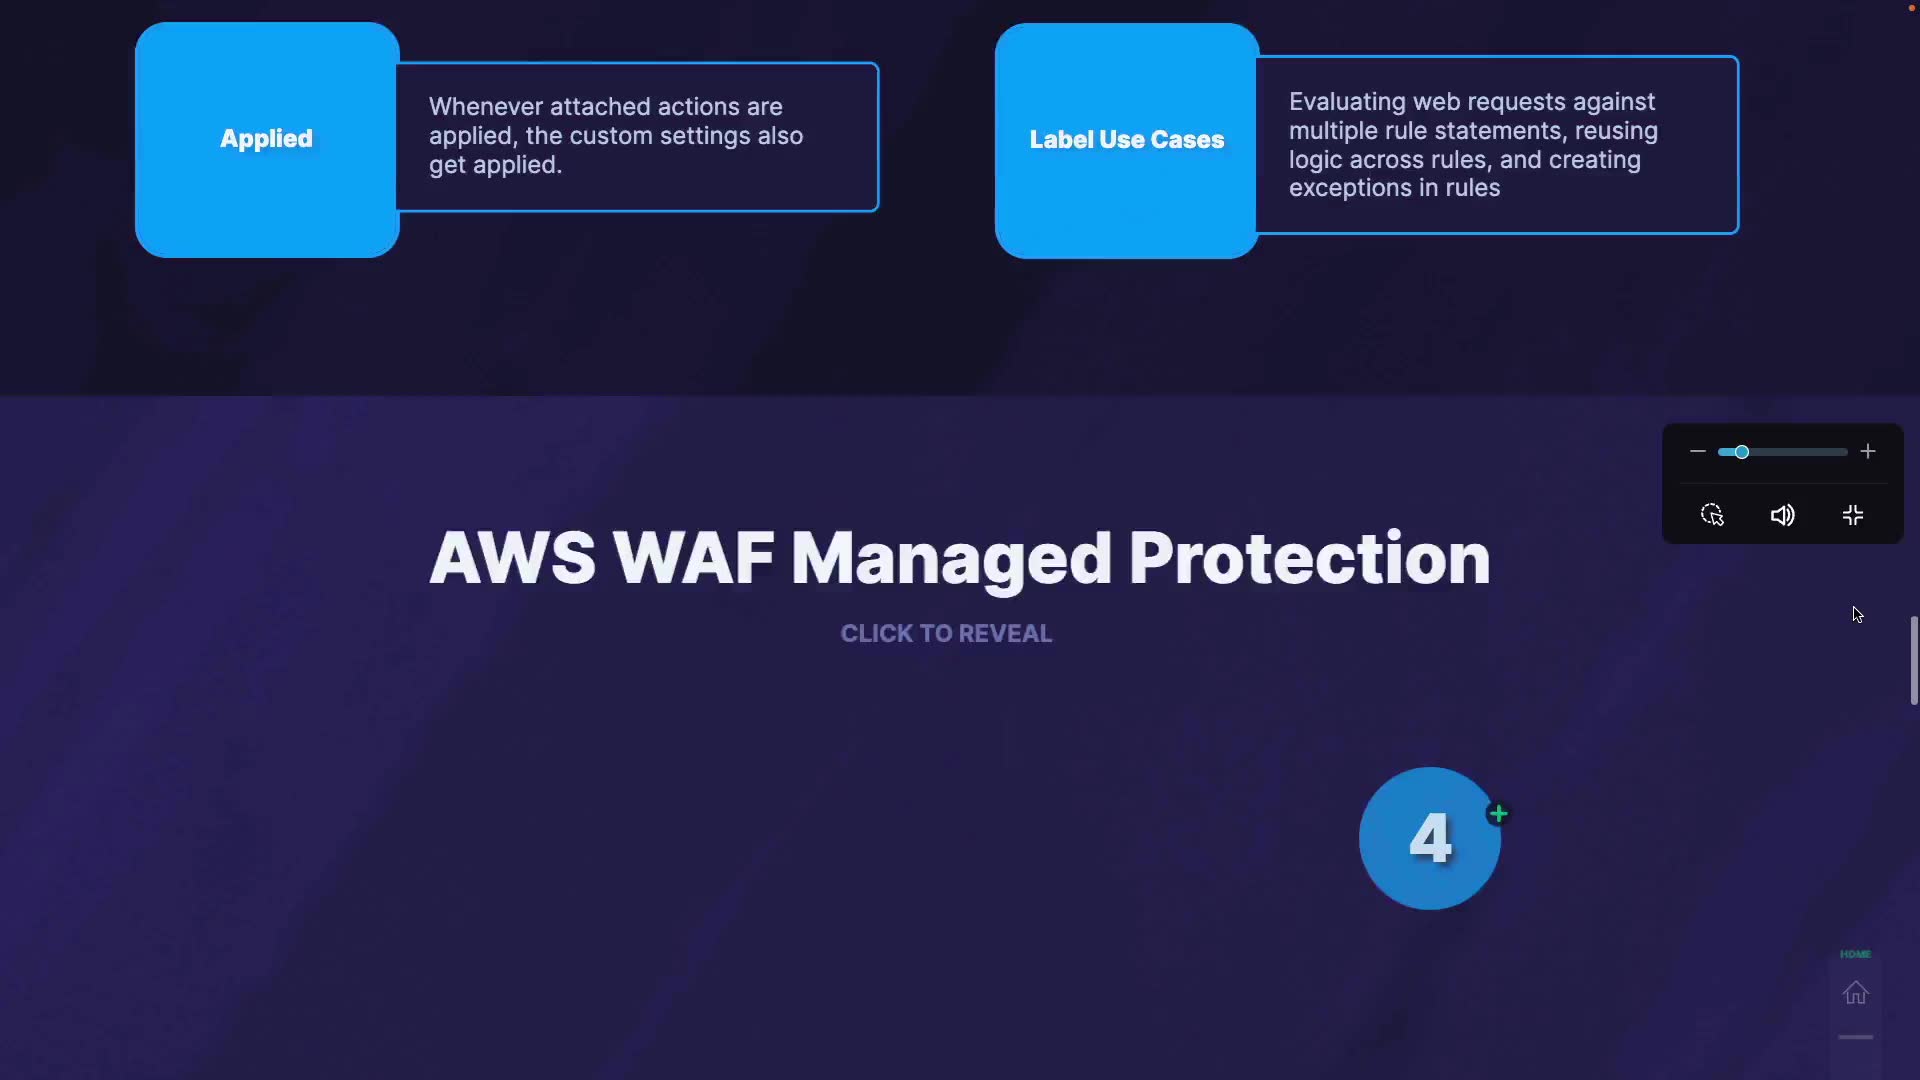 Applied
Whenever attached actions are
applied, the custom settings also
get applied.
Label Use Cases
Evaluating web requests against
multiple rule statements, reusing
logic across rules, and creating
exceptions in rules
AWS WAF Managed Protection
CLICK TO REVEAL
4
HOME